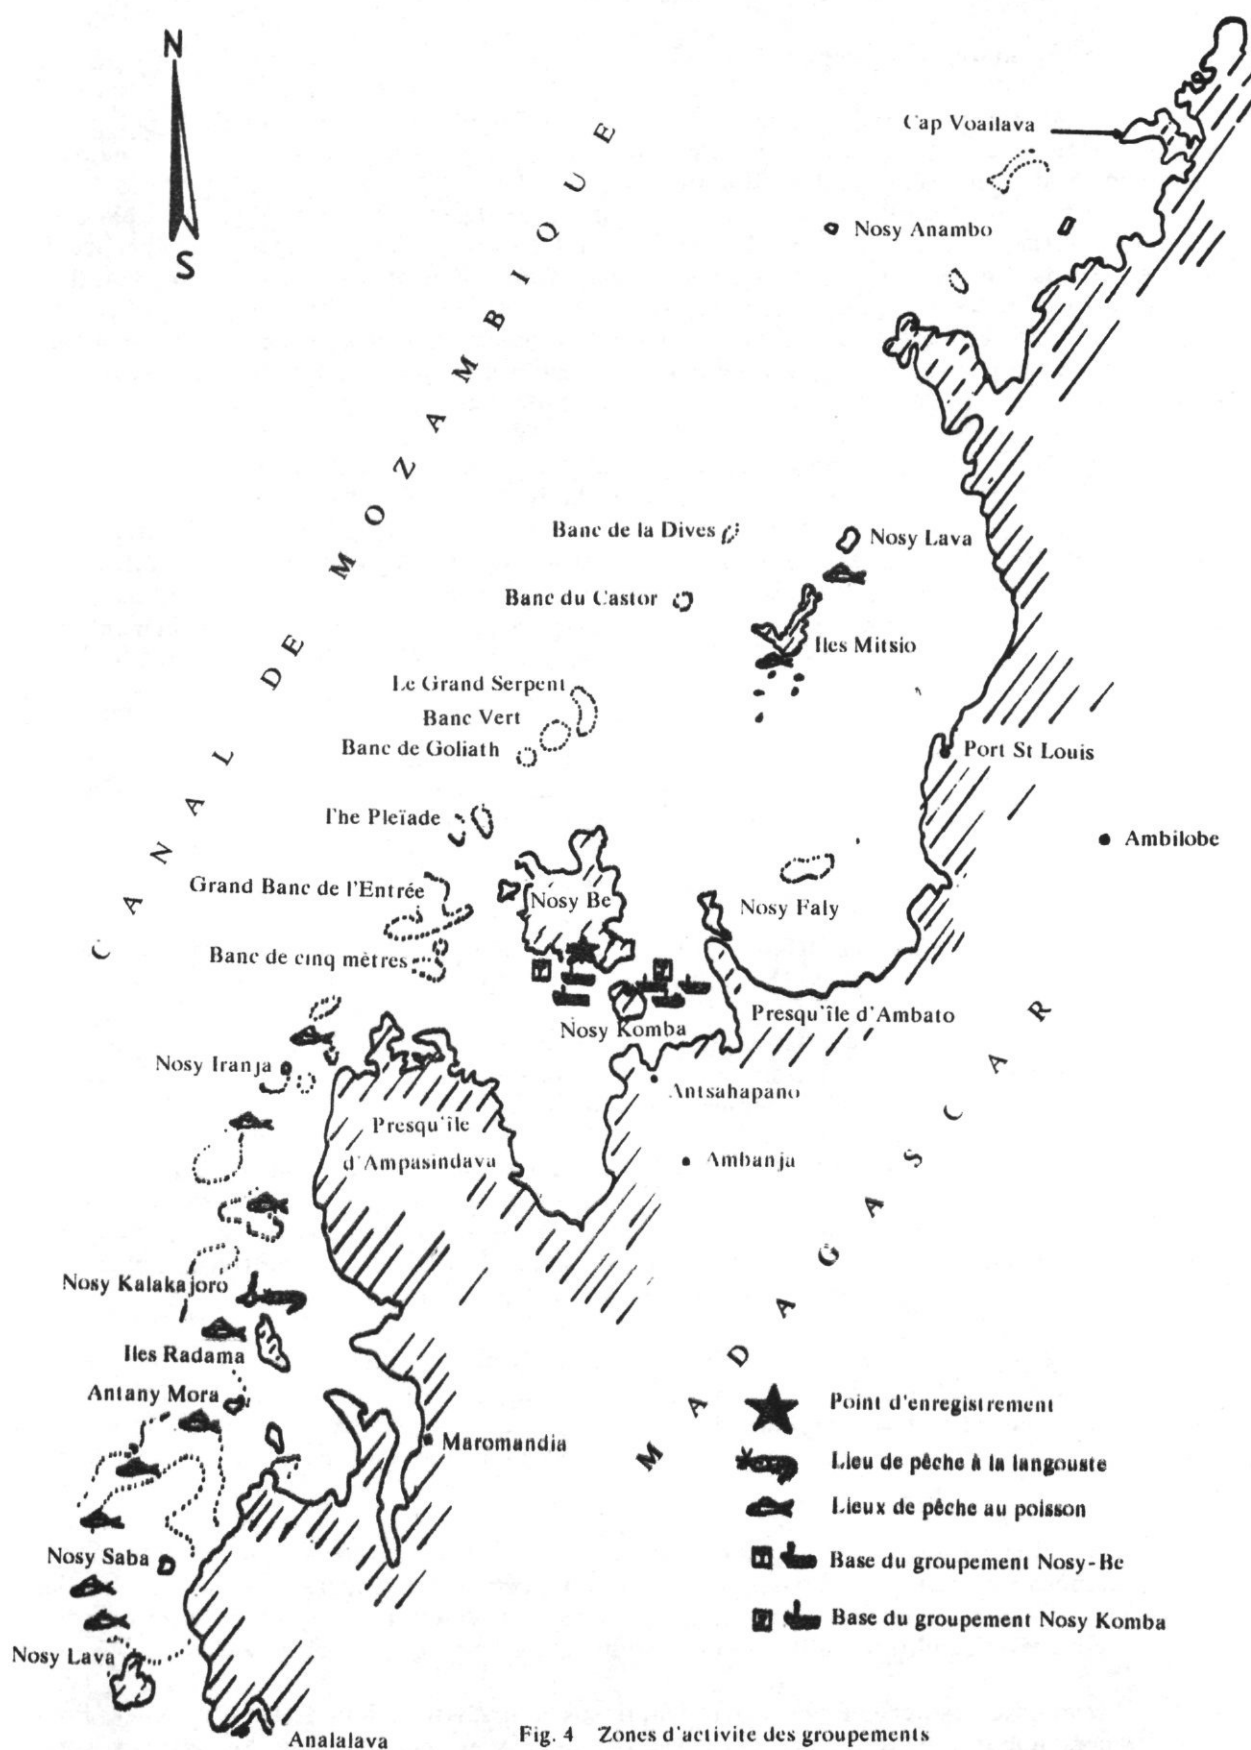 N
S
CANAL DE MOZAMBIQUE
Cap Voailava
Nosy Anambo
Banc de la Dives
Nosy Lava
Banc du Castor
Iles Mitsio
Le Grand Serpent
Banc Vert
Banc de Goliath
Port St Louis
The Pleïade
Ambilobe
Grand Banc de l'Entrée
Nosy Be
Nosy Faly
Banc de cinq mètres
Presqu'île d'Ambato
Nosy Komba
Nosy Iranja
Antsahapano
Presqu'île
d'Ampasindava
Ambanja
MADAGASCAR
Nosy Kalakajoro
Iles Radama
Antany Mora
Maromandia
Nosy Saba
Nosy Lava
Analalava
Point d'enregistrement
Lieu de pêche à la langouste
Lieux de pêche au poisson
Base du groupement Nosy-Be
Base du groupement Nosy Komba
Fig. 4 Zones d'activite des groupements